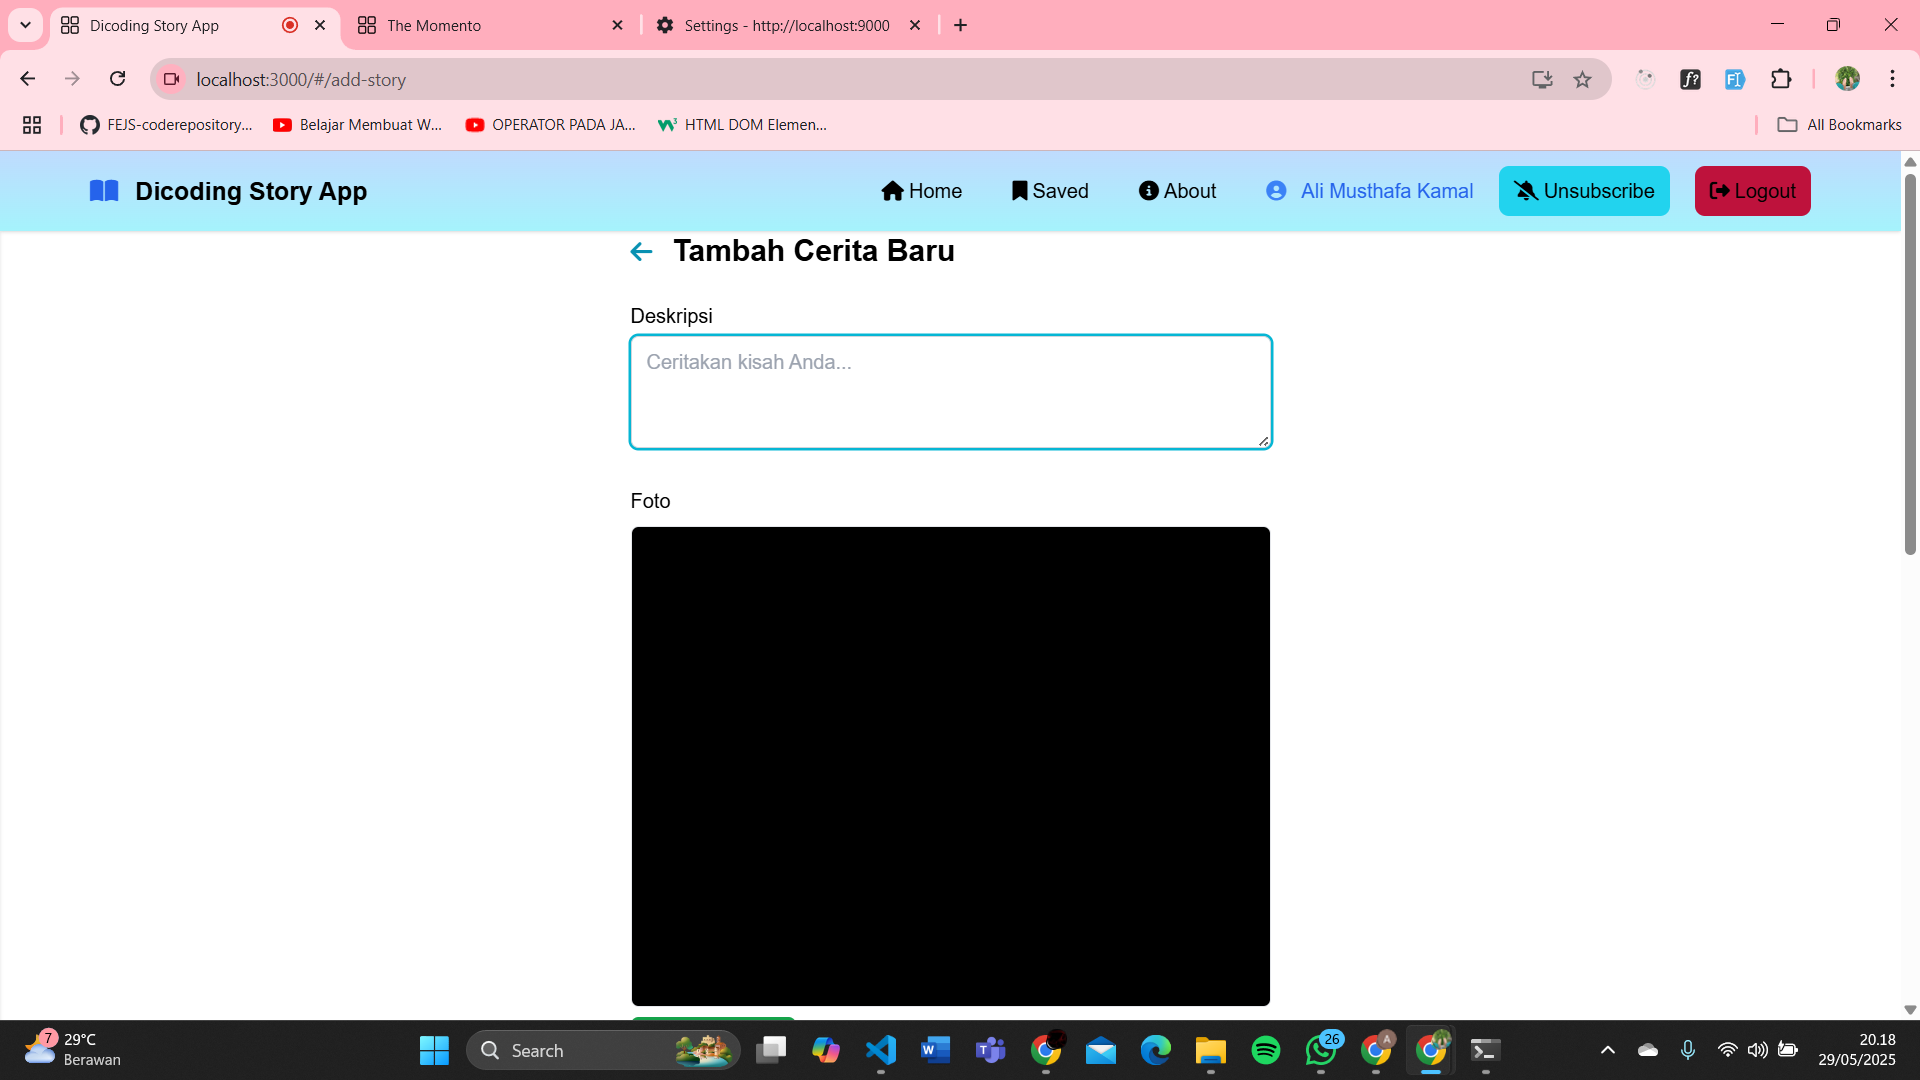 Dicoding Story App
The Momento
Settings - http://localhost:9000
localhost:3000/#/add-story
FEJS-coderepository...
Belajar Membuat W...
OPERATOR PADA JA...
HTML DOM Elemen...
All Bookmarks
Dicoding Story App
Home
Saved
About
Ali Musthafa Kamal
Unsubscribe
Logout
Tambah Cerita Baru
Deskripsi
Ceritakan kisah Anda...
Foto
7
29°C
Berawan
Search
26
A
20.18
29/05/2025